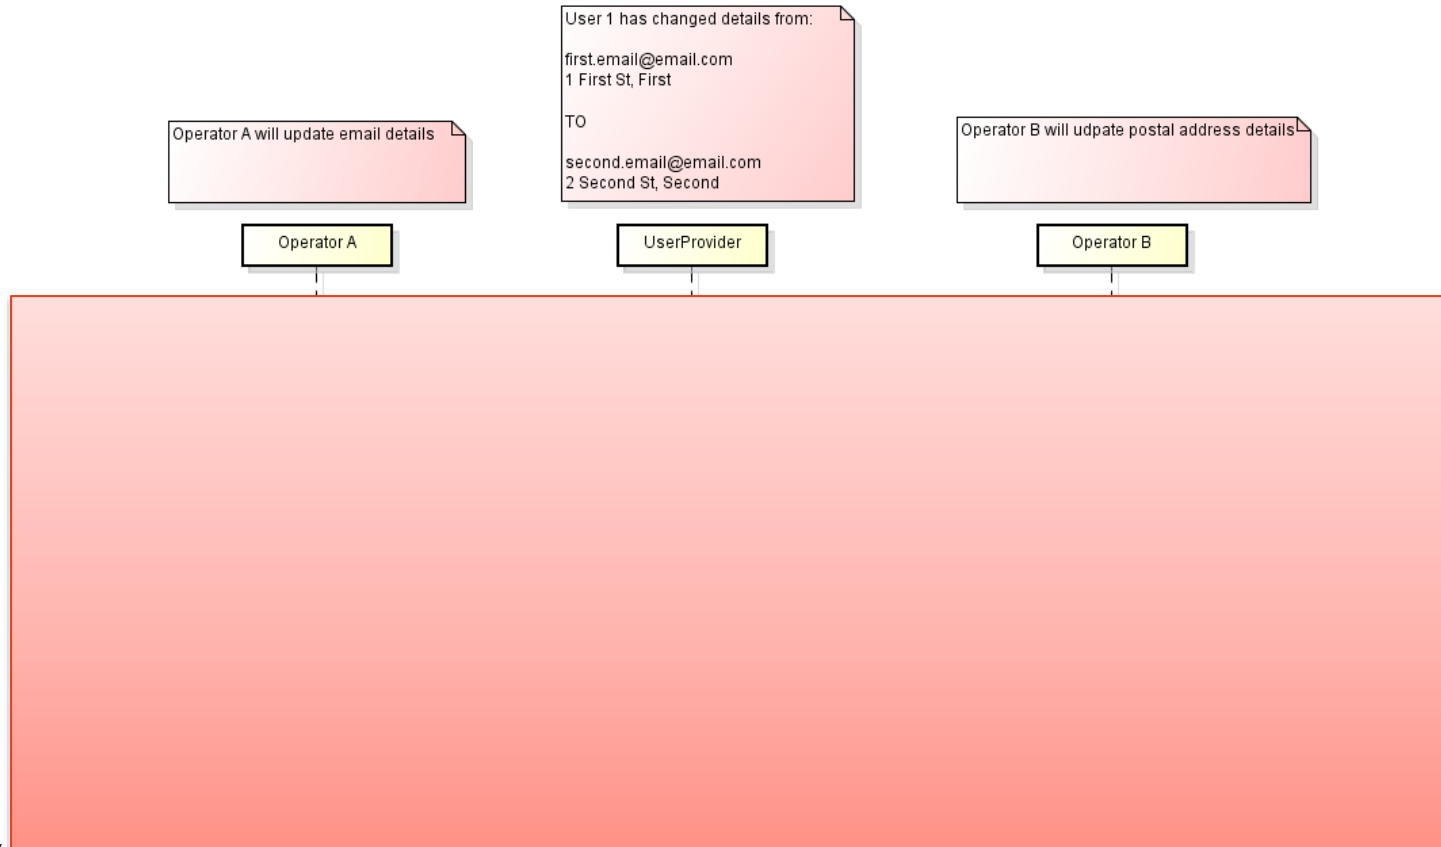 User 1 has changed details from:
first.email@email.com
1 First St, First
TO
second.email@email.com
2 Second St, Second
Operator A will update email details
Operator B will udpate postal address details
Operator A
UserProvider
Operator B